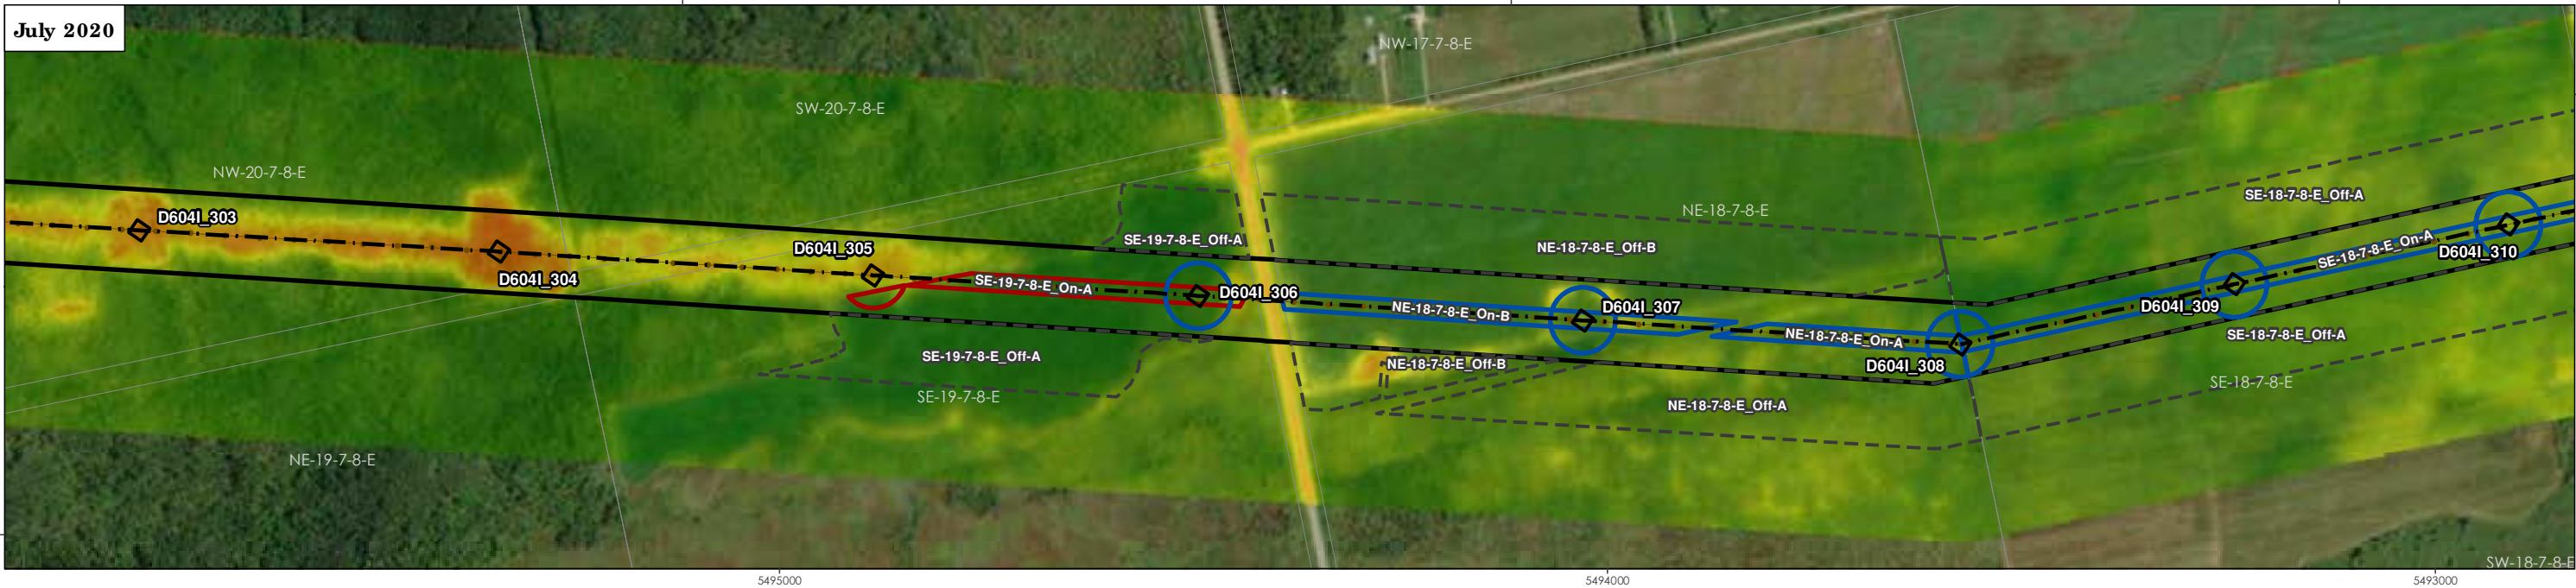 July 2020
NW-17-7-8-E
SW-20-7-8-E
NW-20-7-8-E
SE-18-7-8-E_Off-A
NE-18-7-8-E
D604I_303
D604I_305
SE-19-7-8-E_Off-A
NE-18-7-8-E_Off-B
SE-18-7-8-E_On-A
D604I_310
D604I_304
SE-19-7-8-E_On-A
D604I_306
NE-18-7-8-E_On-B
D604I_307
D604I_309
NE-18-7-8-E_On-A
SE-18-7-8-E_Off-A
SE-19-7-8-E_Off-A
NE-18-7-8-E_Off-B
D604I_308
SE-18-7-8-E
SE-19-7-8-E
NE-18-7-8-E_Off-A
NE-19-7-8-E
SW-18-7-8-E
5495000
5494000
5493000